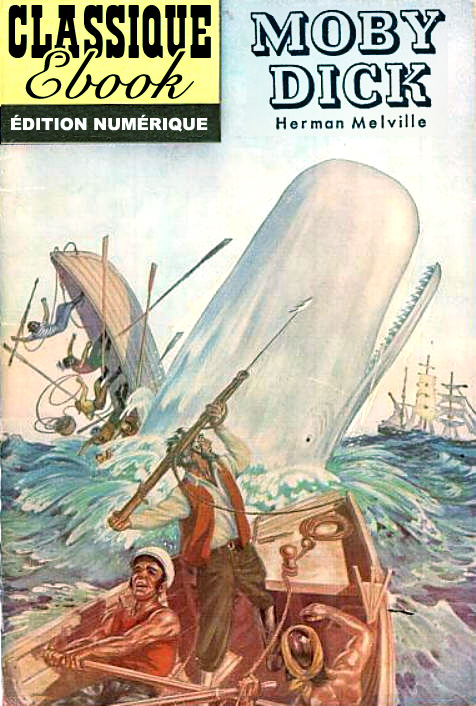 CLASSIQUE
Ebook
ÉDITION NUMÉRIQUE
MOBY
DICK
Herman Melville